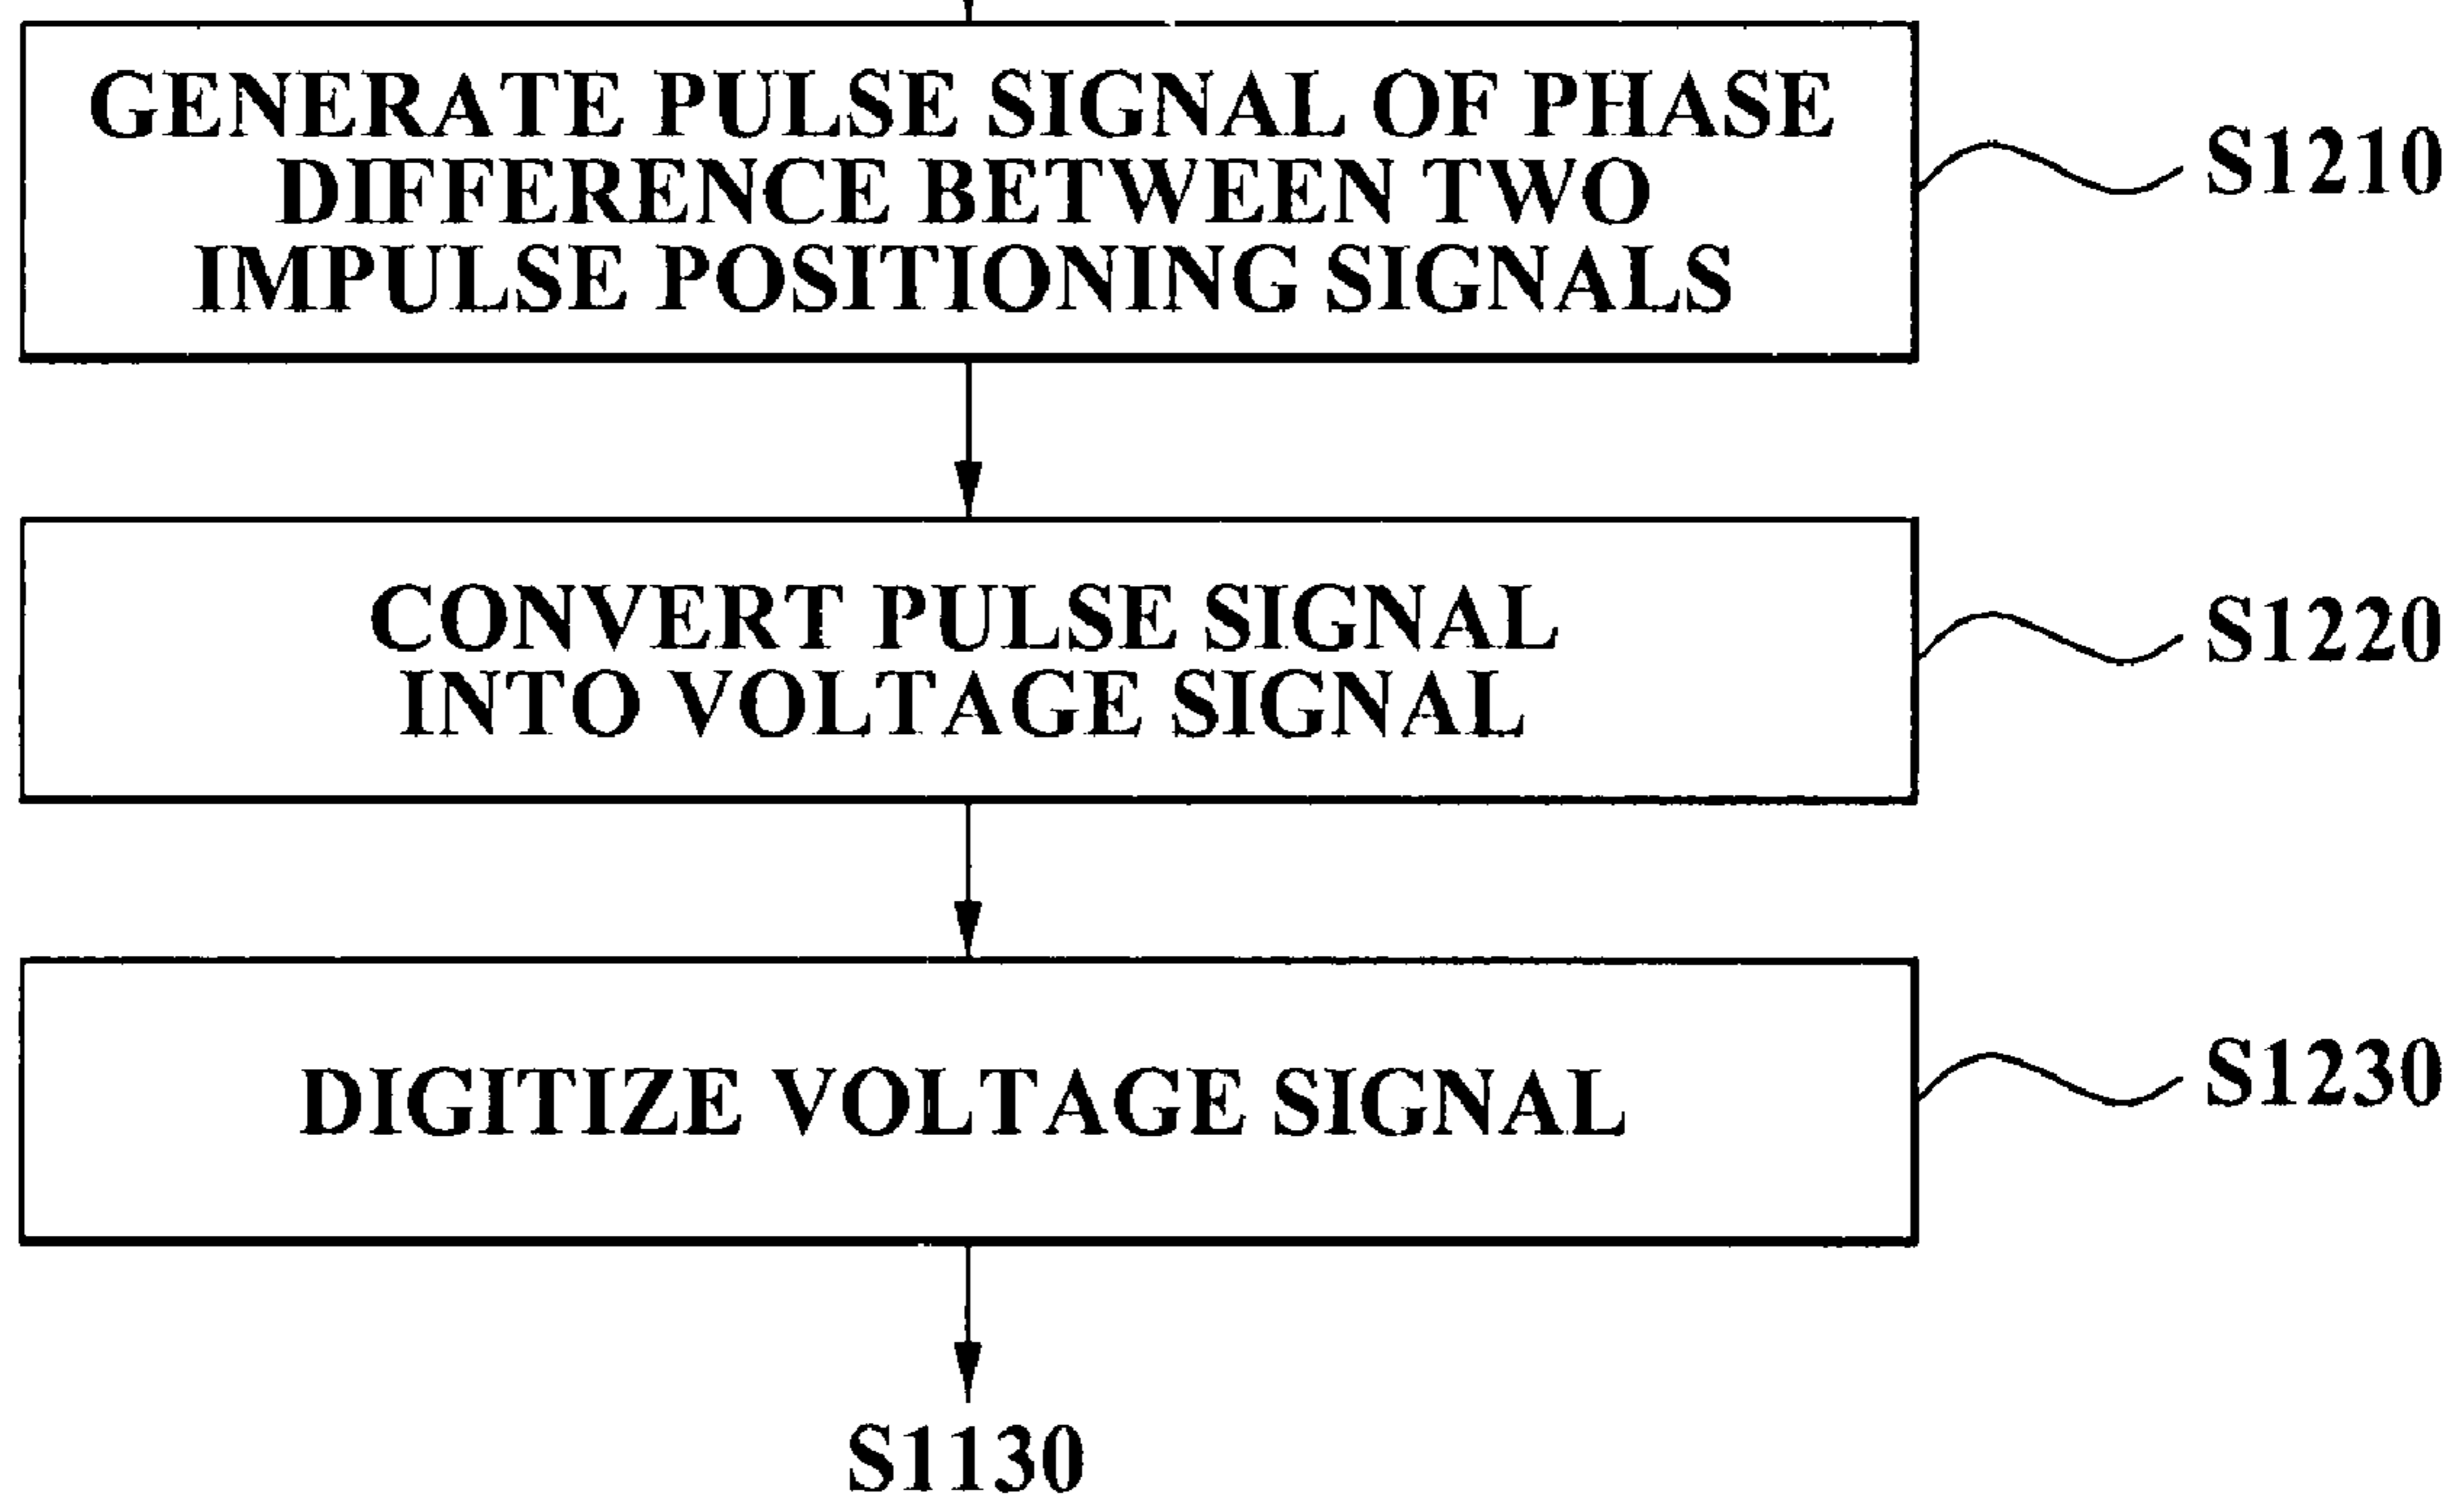 GENERATE PULSE SIGNAL OF PHASE
DIFFERENCE BETWEEN TWO
IMPULSE POSITIONING SIGNALS
S1210
CONVERT PULSE SIGNAL
INTO VOLTAGE SIGNAL
S1220
DIGITIZE VOLTAGE SIGNAL
S1230
S1130